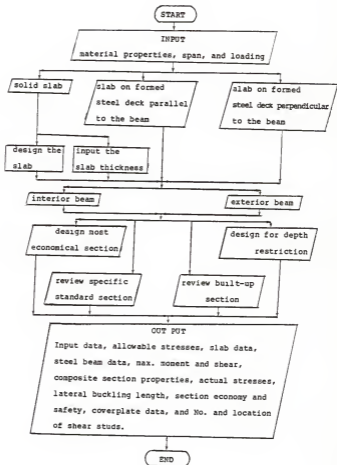 START
INPUT
material properties, span, and loading
solid slab
slab on formed
steel deck parallel
to the beam
slab on formed
steel deck perpendicular
to the beam
design the
slab
input the
slab thickness
interior beam
exterior beam
design most
economical section
design for depth
restriction
review specific
standard section
review built-up
section
OUT PUT
Input data, allowable stresses, slab data,
steel beam data, max. moment and shear,
composite section properties, actual stresses,
lateral buckling length, section economy and
safety, coverplate data, and No. and location
of shear studs.
END